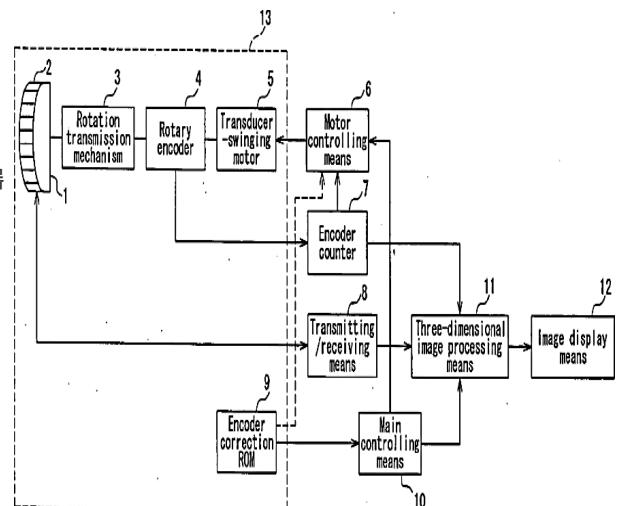 13
2
3
4
5
6
Rotation
transmission
mechanism
Rotary
encoder
Transducer
-swinging
motor
Motor
controlling
means
1
7
Encoder
counter
8
11
12
Transmitting
/receiving
means
Three-dimensional
image processing
means
Image display
means
9
Encoder
correction
ROM
Main
controlling
means
10